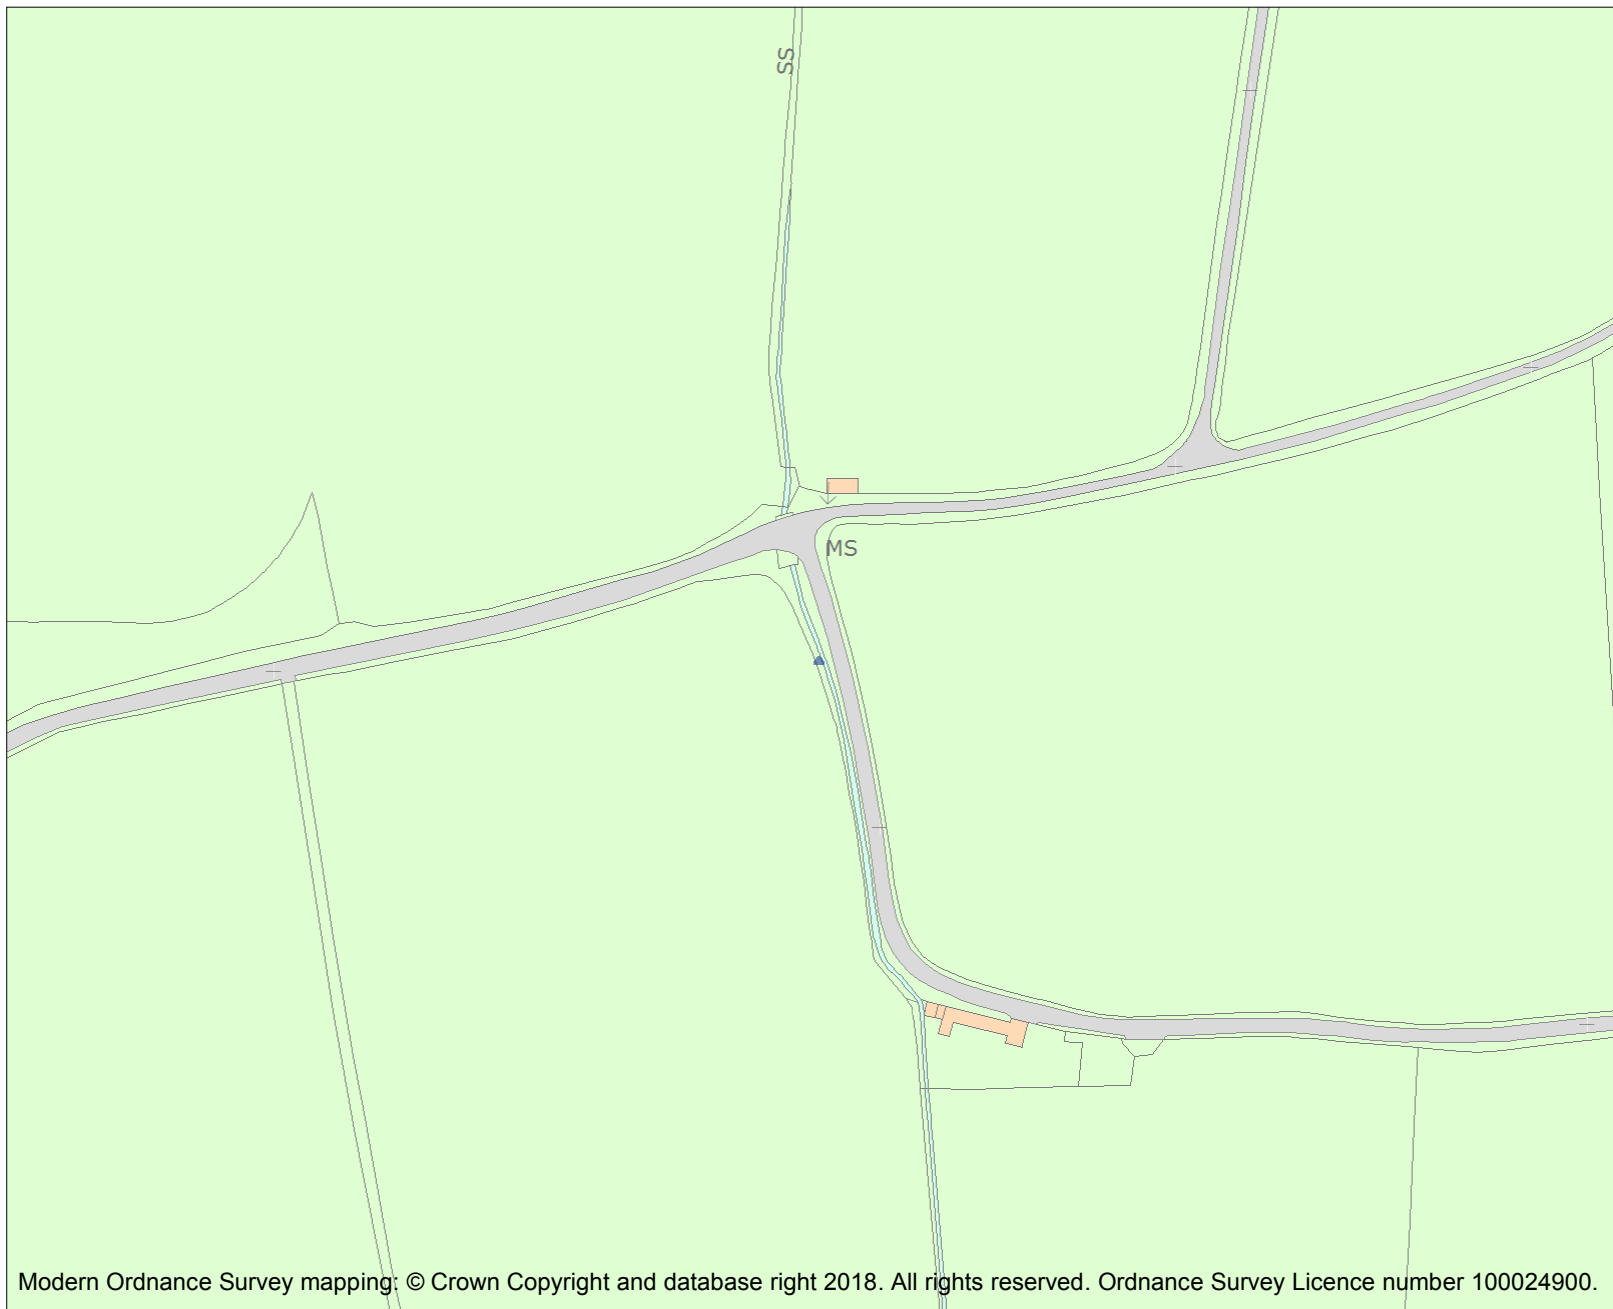 SS
MS
Modern Ordnance Survey mapping: © Crown Copyright and database right 2018. All rights reserved. Ordnance Survey Licence number 100024900.